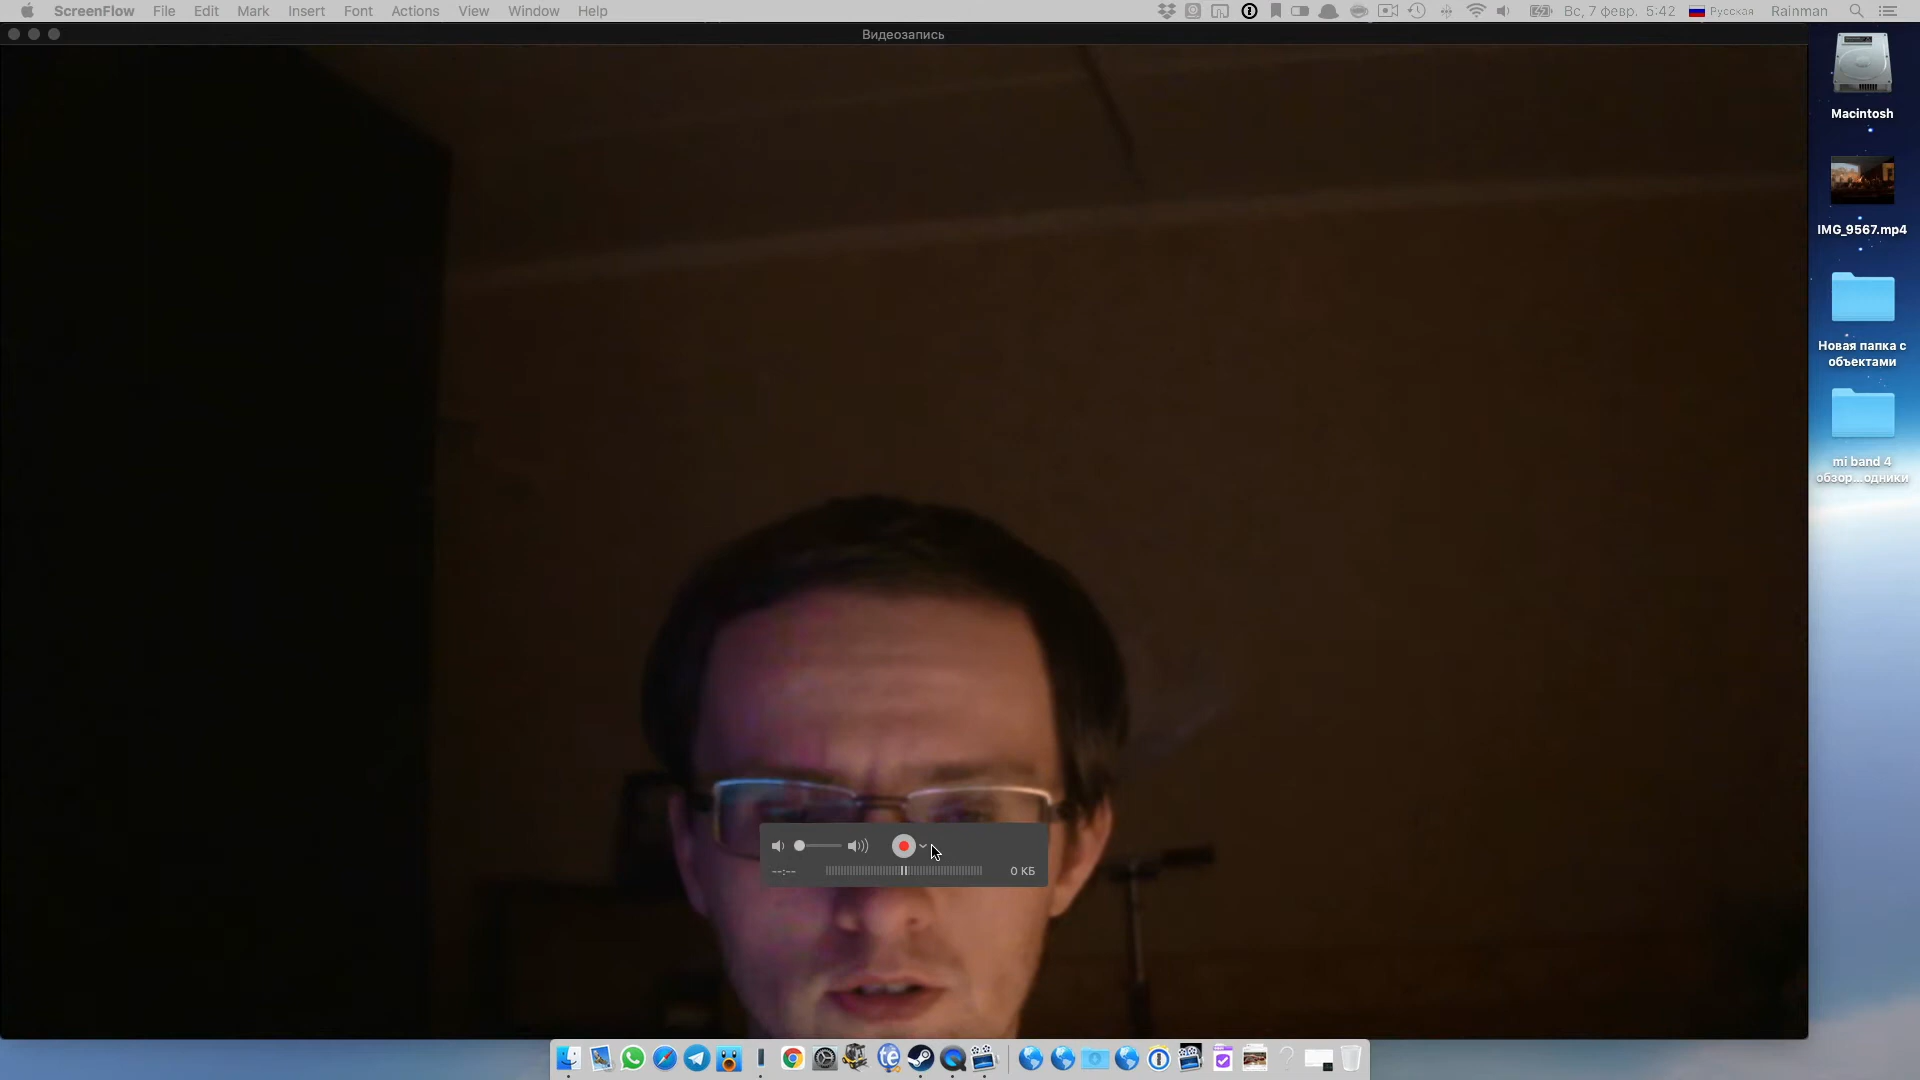 ScreenFlow File Edit Mark Insert Font Actions View Window Help
Вс, 7 февр. 5:42 Русская Rainman
Видеозапись
Macintosh
IMG_9567.mp4
Новая папка с
объектами
mi band 4
обзор...одники
--:--
0 КБ
te